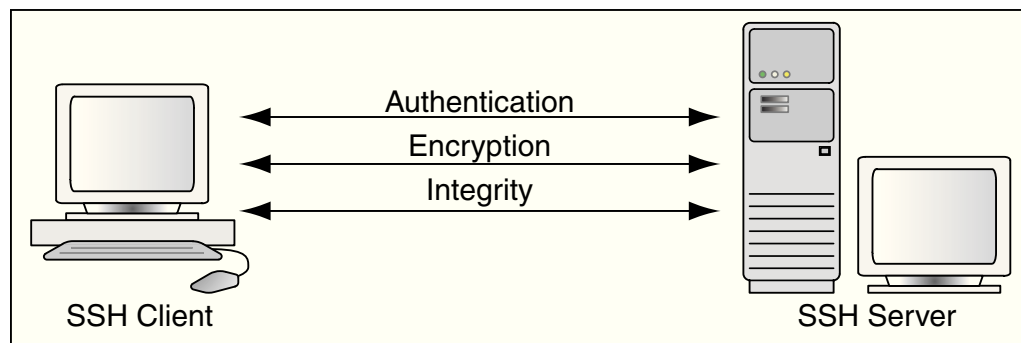 Authentication
Encryption
Integrity
SSH Client
SSH Server